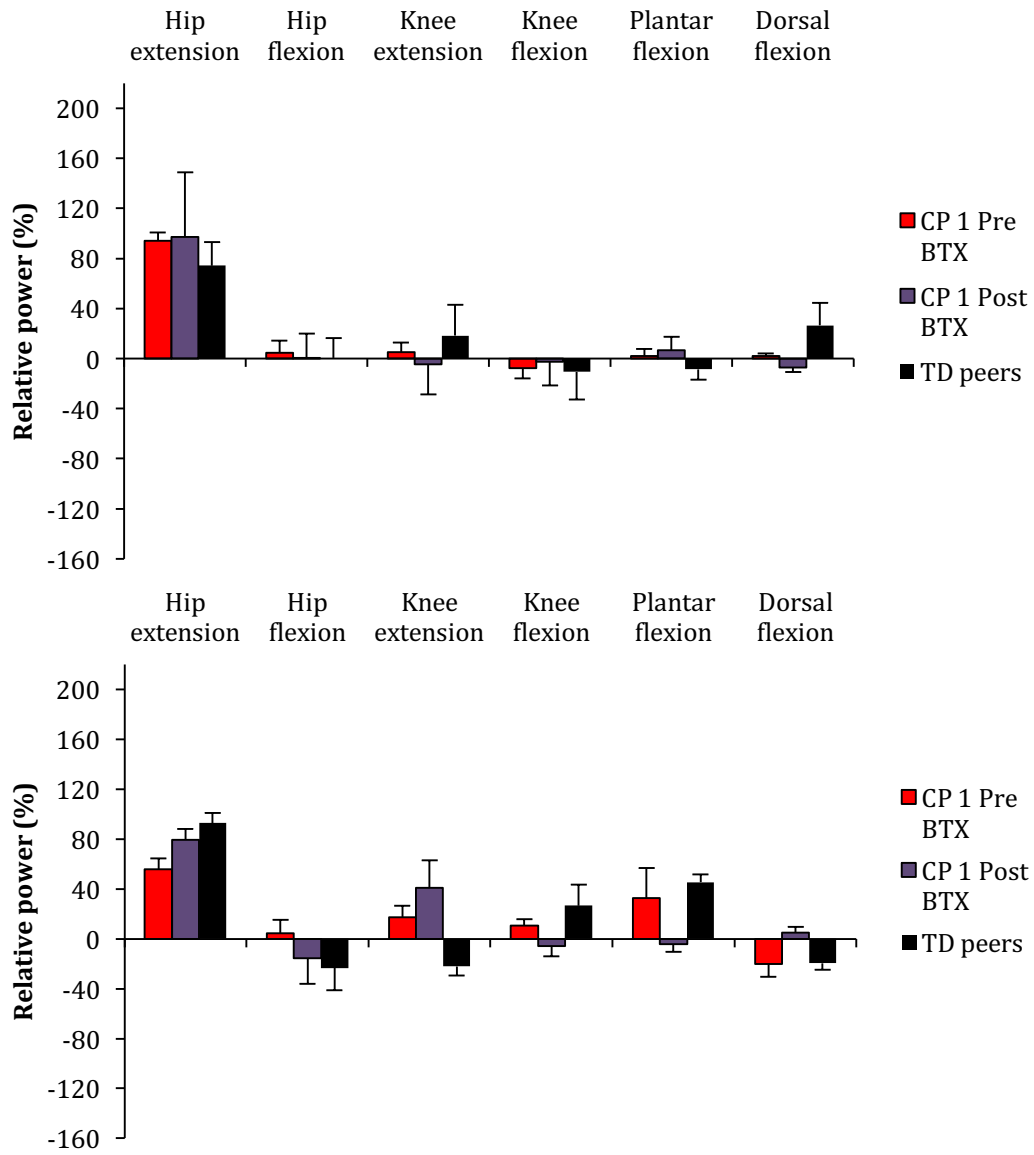 Hip Hip Knee Knee Plantar Dorsal
extension flexion extension flexion flexion flexion
Relative power (%)
200
160
120
80
40
0
-40
-80
-120
-160
CP 1 Pre
BTX
CP 1 Post
BTX
TD peers
Hip Hip Knee Knee Plantar Dorsal
extension flexion extension flexion flexion flexion
Relative power (%)
200
160
120
80
40
0
-40
-80
-120
-160
CP 1 Pre
BTX
CP 1 Post
BTX
TD peers